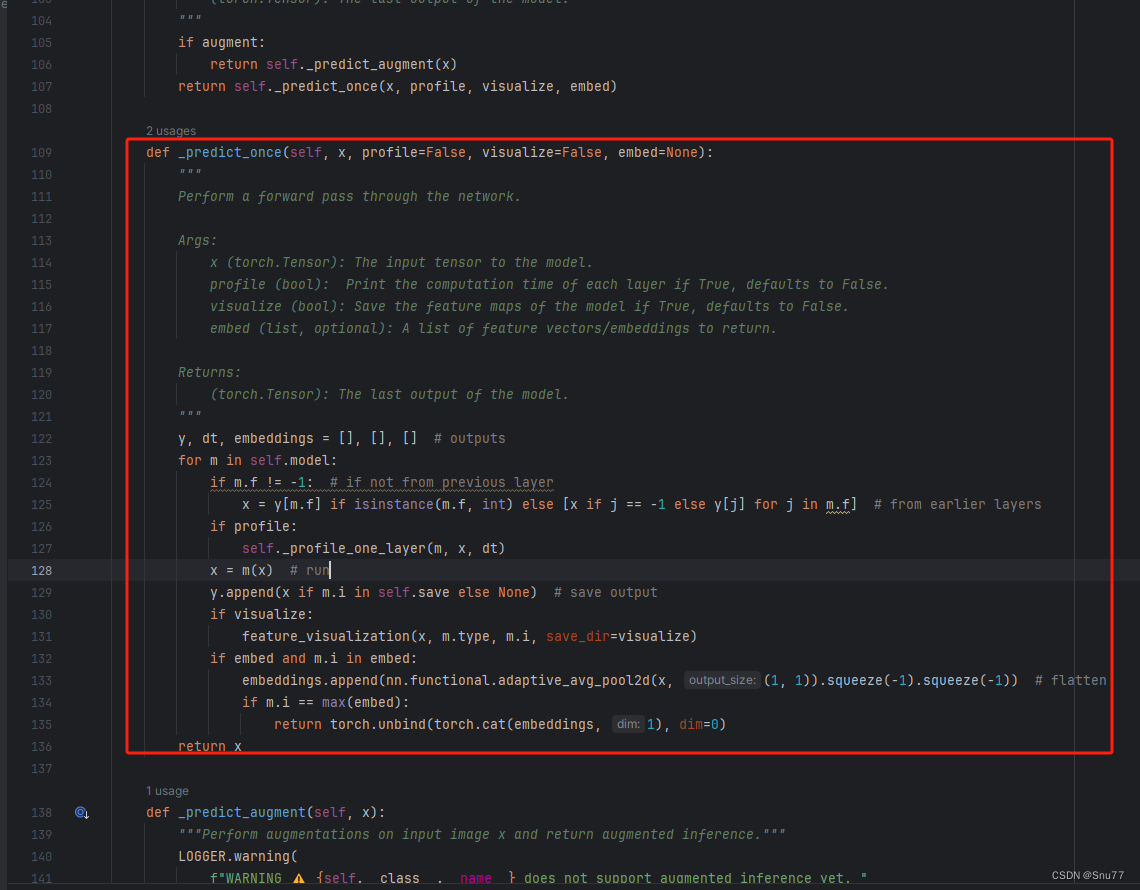 103 (torch.Tensor): The last output of the model.
104 """
105 if augment:
106 return self._predict_augment(x)
107 return self._predict_once(x, profile, visualize, embed)
108
2 usages
109 def _predict_once(self, x, profile=False, visualize=False, embed=None):
110 """
111 Perform a forward pass through the network.
112
113 Args:
114 x (torch.Tensor): The input tensor to the model.
115 profile (bool):  Print the computation time of each layer if True, defaults to False.
116 visualize (bool): Save the feature maps of the model if True, defaults to False.
117 embed (list, optional): A list of feature vectors/embeddings to return.
118
119 Returns:
120 (torch.Tensor): The last output of the model.
121 """
122 y, dt, embeddings = [], [], []  # outputs
123 for m in self.model:
124 if m.f != -1:  # if not from previous layer
125 x = y[m.f] if isinstance(m.f, int) else [x if j == -1 else y[j] for j in m.f]  # from earlier layers
126 if profile:
127 self._profile_one_layer(m, x, dt)
128 x = m(x)  # run
129 y.append(x if m.i in self.save else None)  # save output
130 if visualize:
131 feature_visualization(x, m.type, m.i, save_dir=visualize)
132 if embed and m.i in embed:
133 embeddings.append(nn.functional.adaptive_avg_pool2d(x, output_size: (1, 1)).squeeze(-1).squeeze(-1))  # flatten
134 if m.i == max(embed):
135 return torch.unbind(torch.cat(embeddings, dim: 1), dim=0)
136 return x
137
1 usage
138 def _predict_augment(self, x):
139 """Perform augmentations on input image x and return augmented inference."""
140 LOGGER.warning(
141 f"WARNING ⚠️ {self.__class__.__name__} does not support augmented inference yet. "
CSDN @Snu77